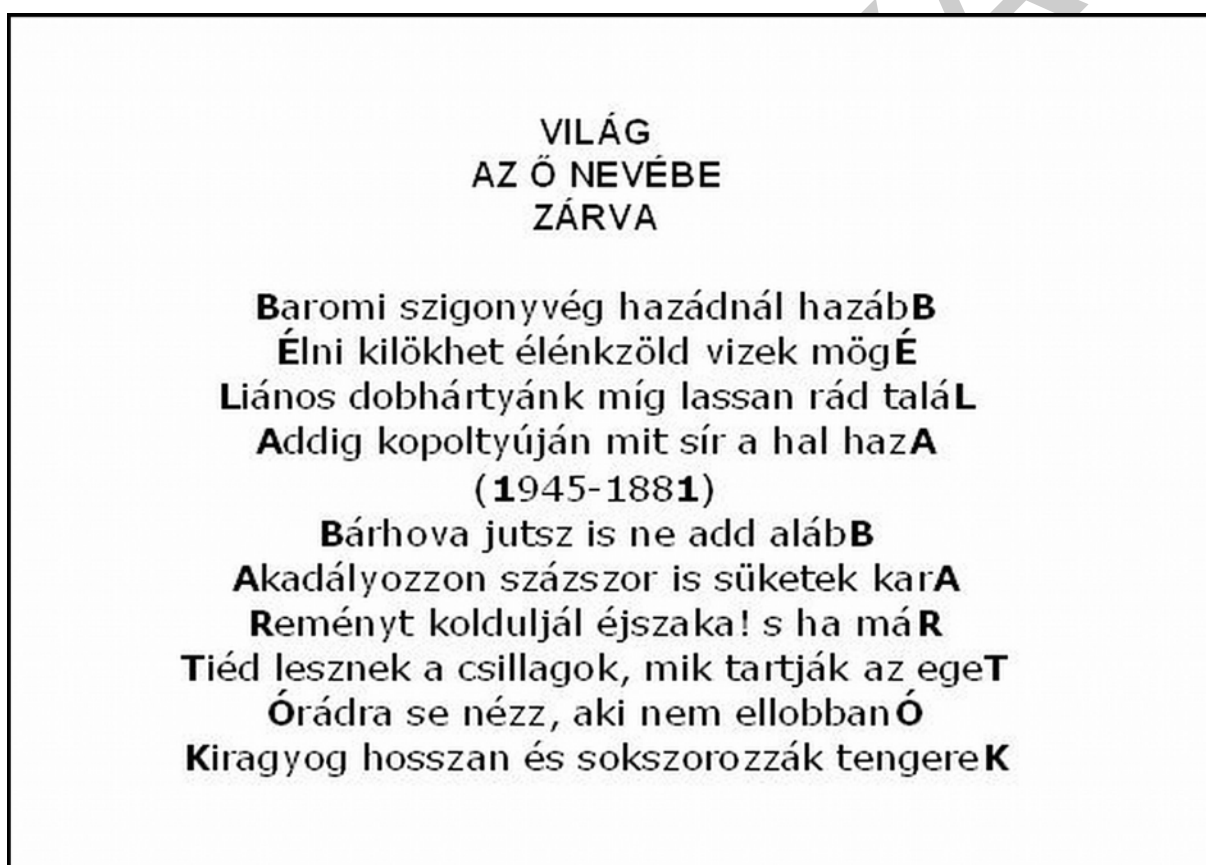 VILÁG
AZ Ő NEVÉBE
ZÁRVA
Baromi szigonyvég hazádnál hazábB
Élni kilökhet élénkzöld vizek mögÉ
Liános dobhártyánk míg lassan rád taláL
Addig kopoltyúján mit sír a hal hazA
(1945-1881)
Bárhova jutsz is ne add alábB
Akadályozzon százszor is süketek karA
Reményt kolduljál éjszaka! s ha máR
Tiéd lesznek a csillagok, mik tartják az egeT
Órádra se nézz, aki nem ellobbanÓ
Kiragyog hosszan és sokszorozzák tengereK